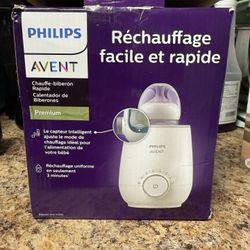 PHILIPS
AVENT
Chauffe-biberon
Rapide
Calentador de
Biberones
Premium
Réchauffage
facile et rapide
Le capteur intelligent
ajuste le mode de
chauffage idéal pour
l'alimentation de
votre bébé
Réchauffage uniforme
en seulement
3 minutes
PHILIPS
AVENT